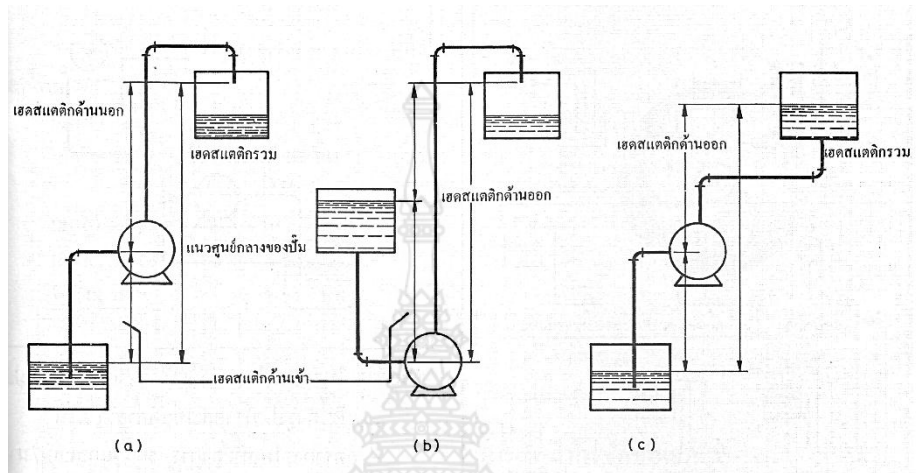 เฮดสแตติกด้านนอก
เฮดสแตติกรวม
แนวศูนย์กลางของปั๊ม
เฮดสแติกด้านเข้า
เฮดสแตติกด้านออก
เฮดสแตติกด้านออก
เฮดสแตติกรวม
(a)
(b)
(c)